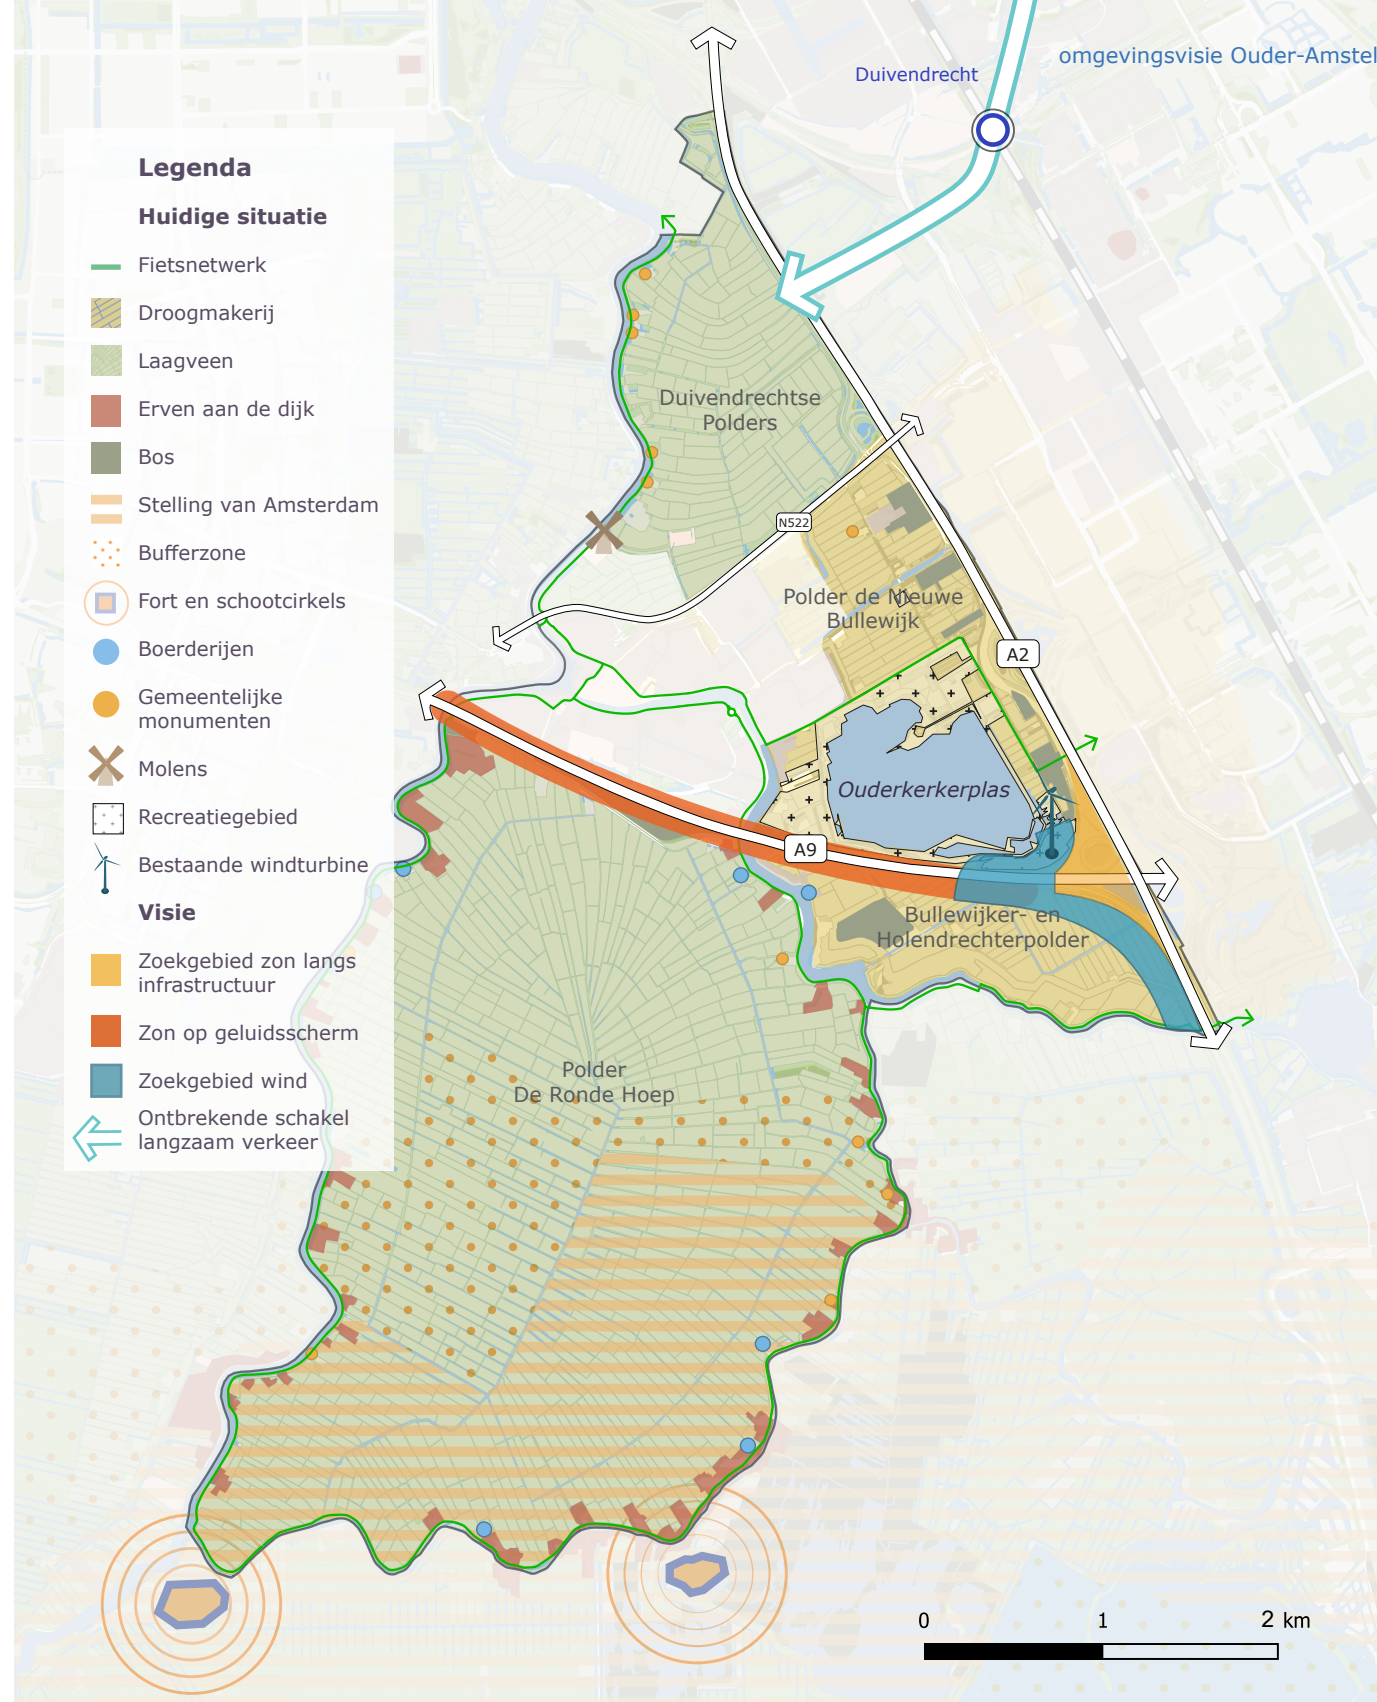 omgevingsvisie Ouder-Amstel
Duivendrecht
Legenda
Huidige situatie
Fietsnetwerk
Droogmakerij
Laagveen
Erven aan de dijk
Bos
Stelling van Amsterdam
Bufferzone
Fort en schootcirkels
Boerderijen
Gemeentelijke
monumenten
Molens
Recreatiegebied
Bestaande windturbine
Visie
Zoekgebied zon langs
infrastructuur
Zon op geluidsscherm
Zoekgebied wind
Ontbrekende schakel
langzaam verkeer
Duivendrechtse
Polders
N522
Polder de Nieuwe
Bullewijk
A2
Ouderkerkerplas
A9
Bullewijker- en
Holendrechterpolder
Polder
De Ronde Hoep
0 1 2 km